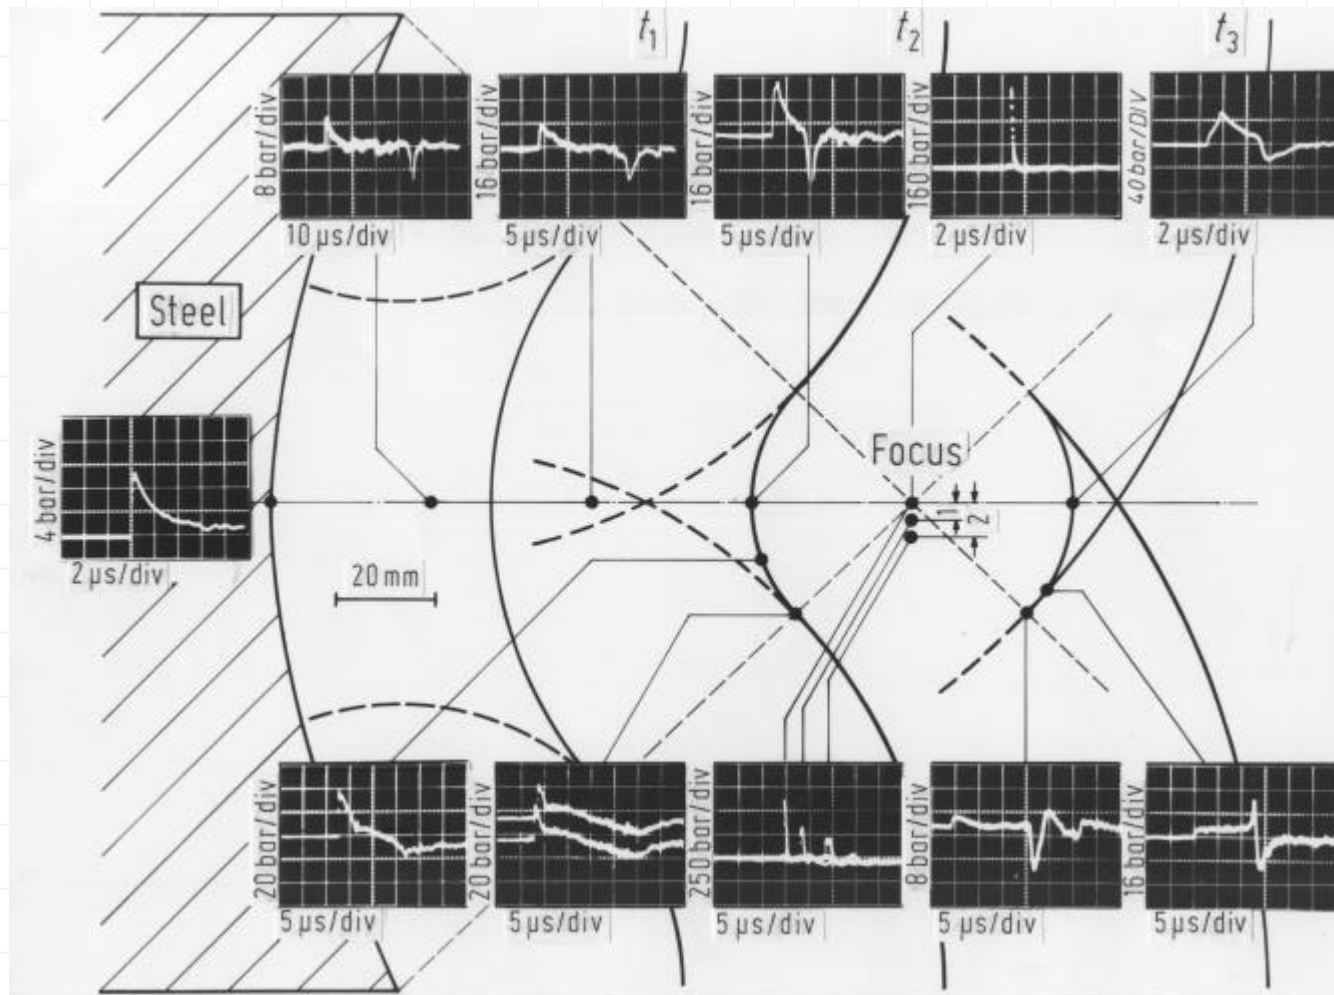 t1
t2
t3
8 bar/div
16 bar/div
16 bar/div
160 bar/div
40bar/DIV
10 µs/div
5 µs/div
5 µs/div
2 µs/div
2 µs/div
Steel
4 bar/div
2 µs/div
20 mm
Focus
1
2
20 bar/div
20 bar/div
250 bar/div
8 bar/div
16 bar/div
5 µs/div
5 µs/div
5 µs/div
5 µs/div
5 µs/div